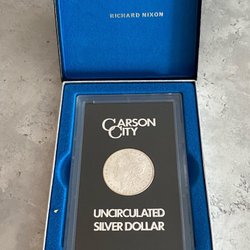 RICHARD NIXON
CARSON
CITY
UNCIRCULATED
SILVER DOLLAR